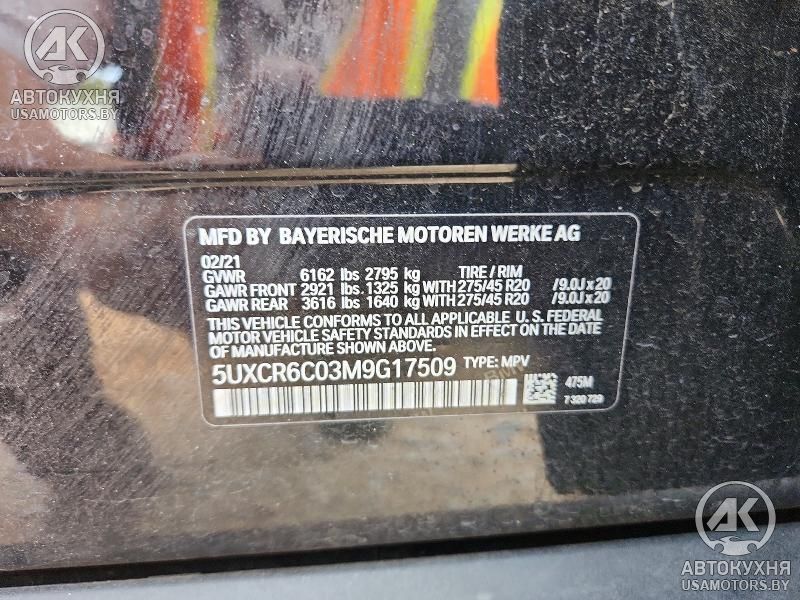 AK
АВТОКУХНЯ
USAMOTORS.BY
MFD BY BAYERISCHE MOTOREN WERKE AG
02/21
GVWR 6162 lbs 2795 kg TIRE / RIM
GAWR FRONT 2921 lbs 1325 kg WITH 275/45 R20 /9.0J x 20
GAWR REAR 3616 lbs 1640 kg WITH 275/45 R20 /9.0J x 20
THIS VEHICLE CONFORMS TO ALL APPLICABLE U.S. FEDERAL
MOTOR VEHICLE SAFETY STANDARDS IN EFFECT ON THE DATE
OF MANUFACTURE SHOWN ABOVE.
5UXCR6C03M9G17509 TYPE: MPV
475M
7 320 729
AK
АВТОКУХНЯ
USAMOTORS.BY